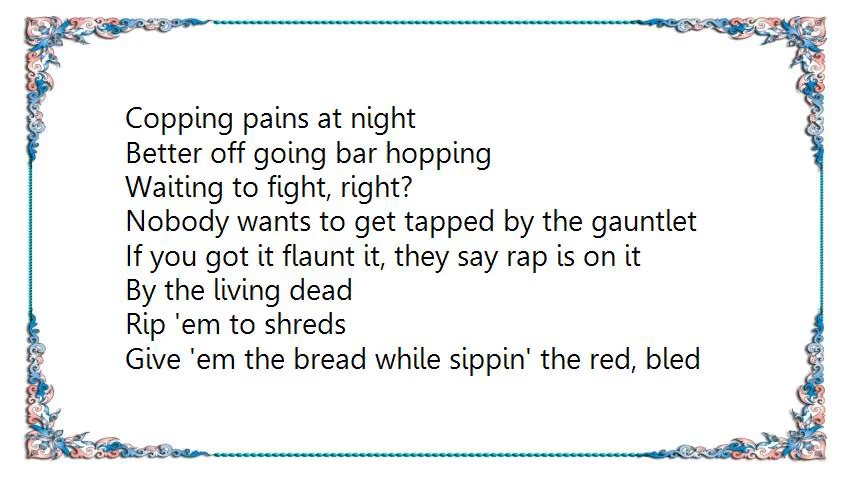 Copping pains at night
Better off going bar hopping
Waiting to fight, right?
Nobody wants to get tapped by the gauntlet
If you got it flaunt it, they say rap is on it
By the living dead
Rip 'em to shreds
Give 'em the bread while sippin' the red, bled